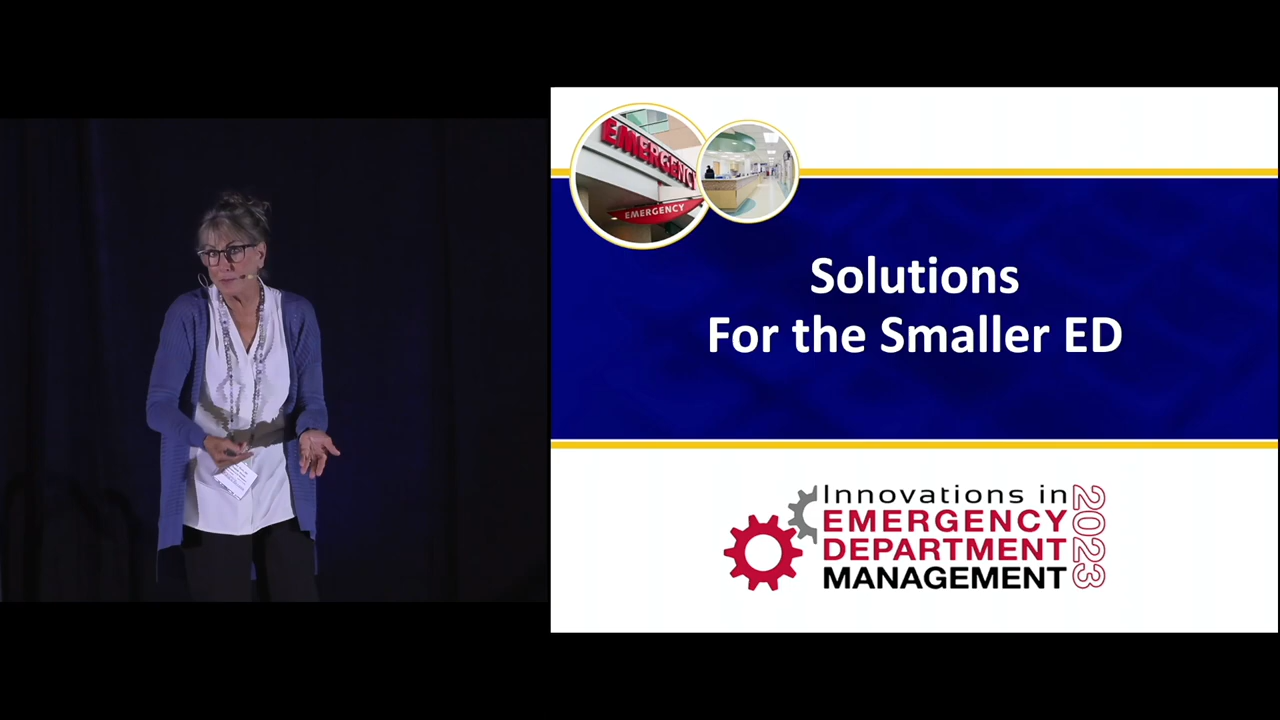 EMERGENCY
EMERGENCY
Solutions
For the Smaller ED
Innovations in
EMERGENCY
DEPARTMENT
MANAGEMENT
2023